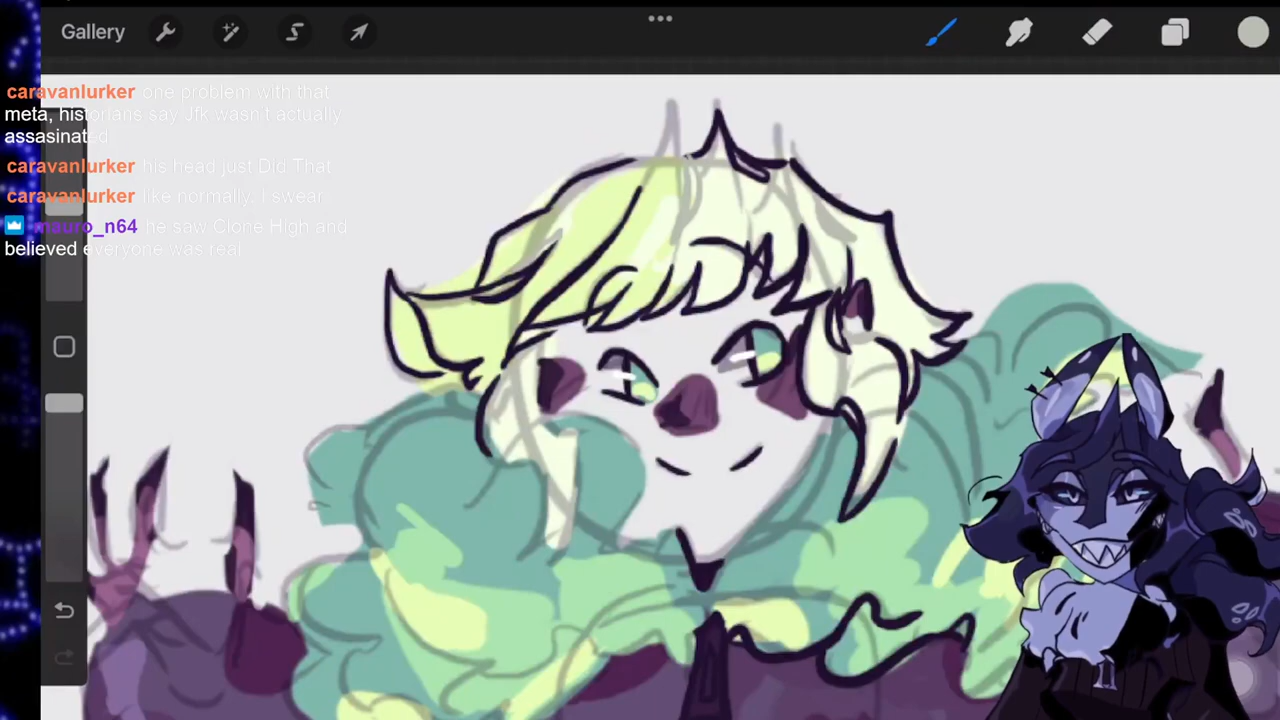 Gallery
caravanlurker one problem with that
meta, historians say Jfk wasn't actually
assasinated
caravanlurker his head just Did That
caravanlurker like normally. I swear
mauro_n64 he saw Clone High and
believed everyone was real